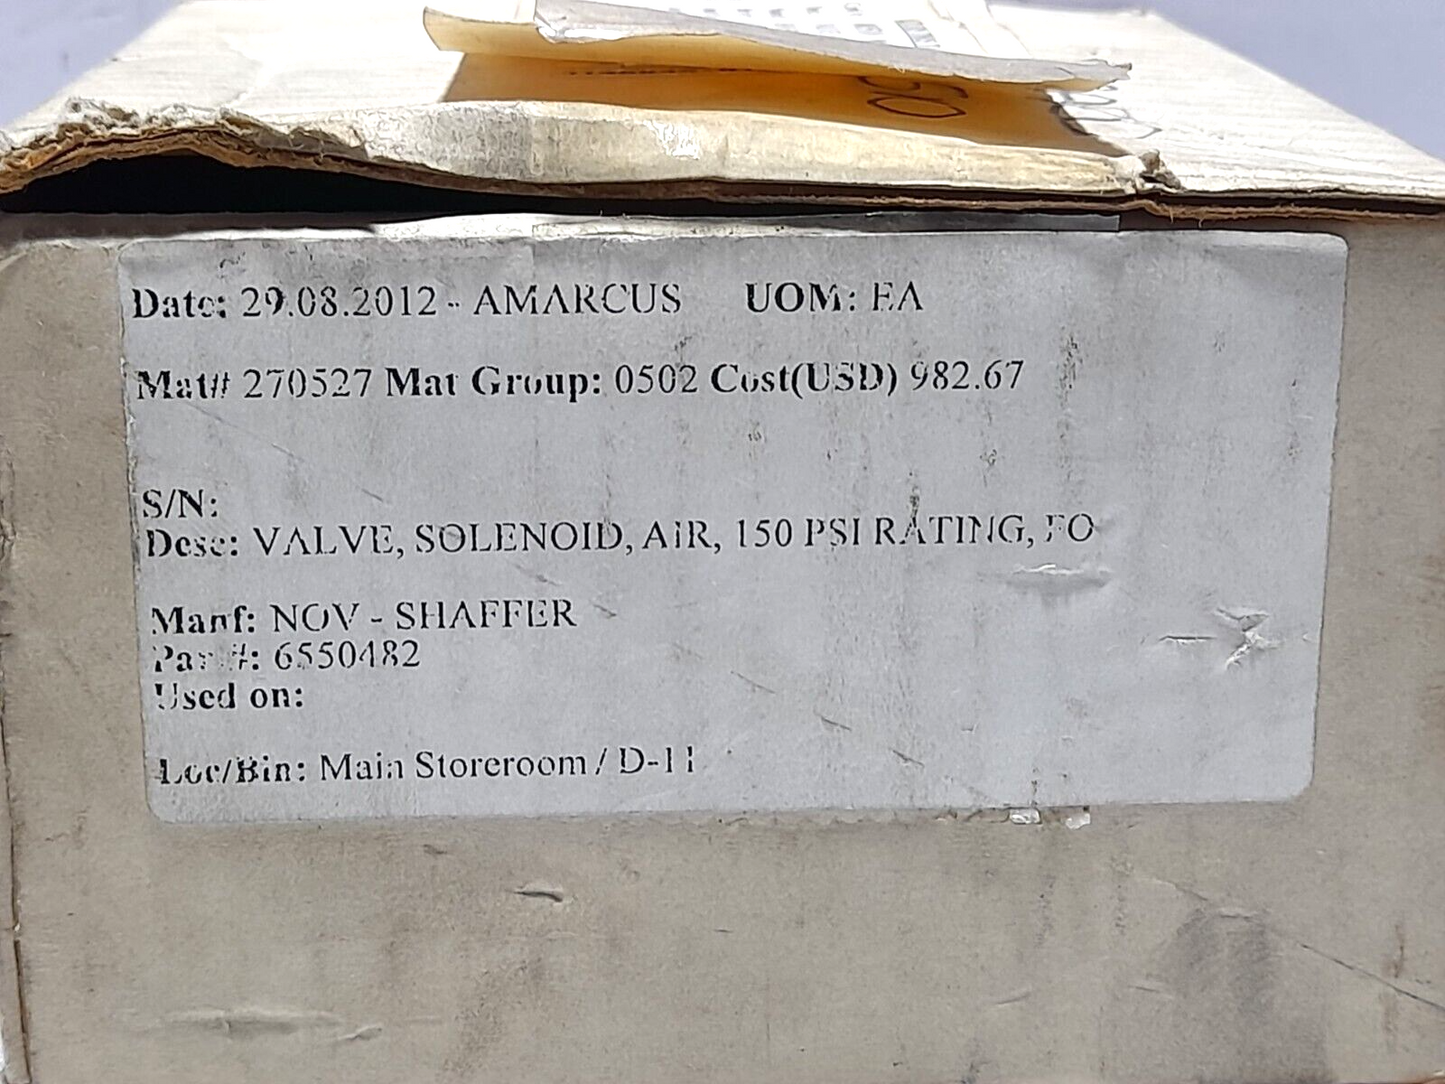 Date: 29.08.2012 - AMARCUS UOM: EA
Mat# 270527 Mat Group: 0502 Cost(USD) 982.67
S/N:
Desc: VALVE, SOLENOID, AIR, 150 PSI RATING, FO
Manf: NOV - SHAFFER
Part#: 6550482
Used on:
Loc/Bin: Main Storeroom / D-11